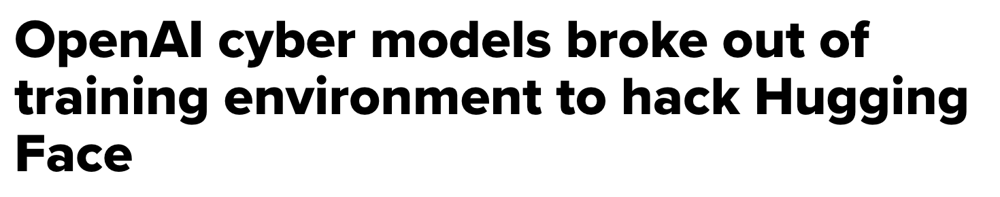 OpenAI cyber models broke out of
training environment to hack Hugging
Face